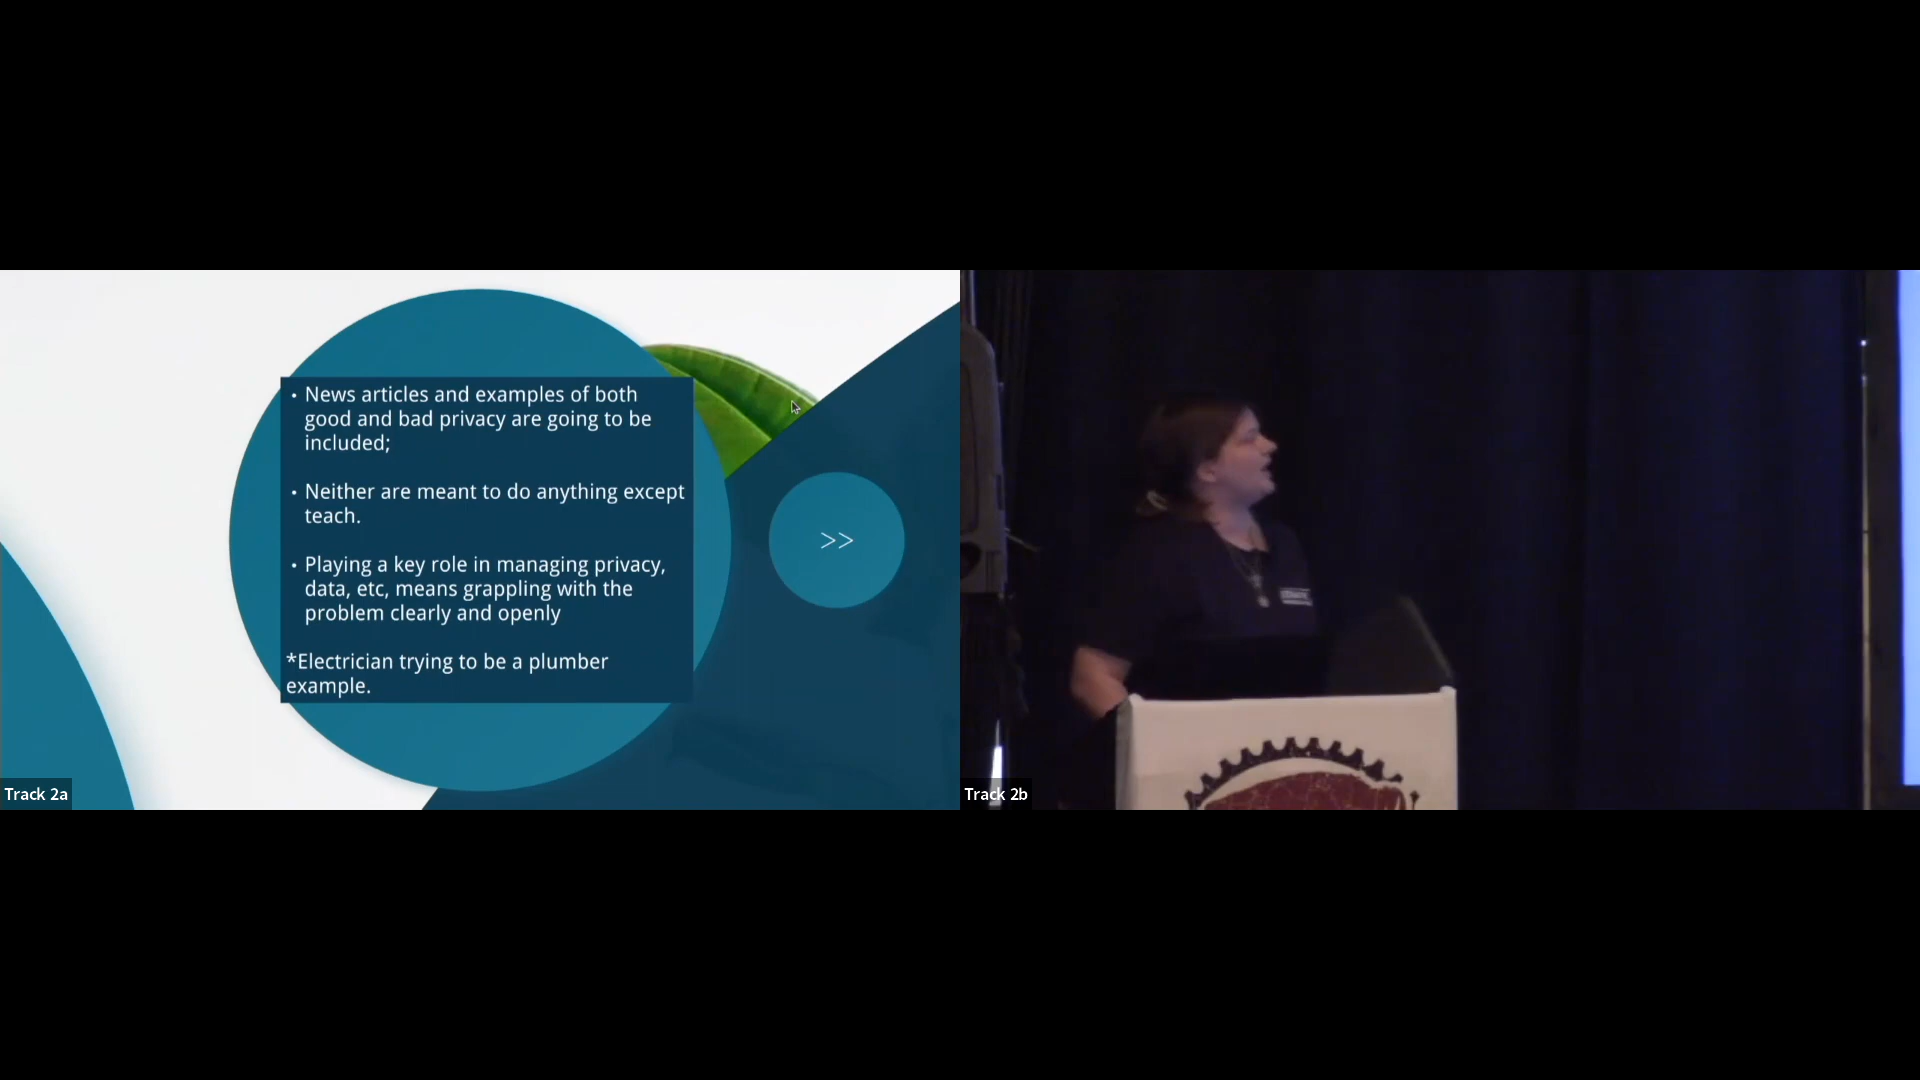 • News articles and examples of both
good and bad privacy are going to be
included;
• Neither are meant to do anything except
teach.
• Playing a key role in managing privacy,
data, etc, means grappling with the
problem clearly and openly
*Electrician trying to be a plumber
example.
>>
Track 2a
Track 2b